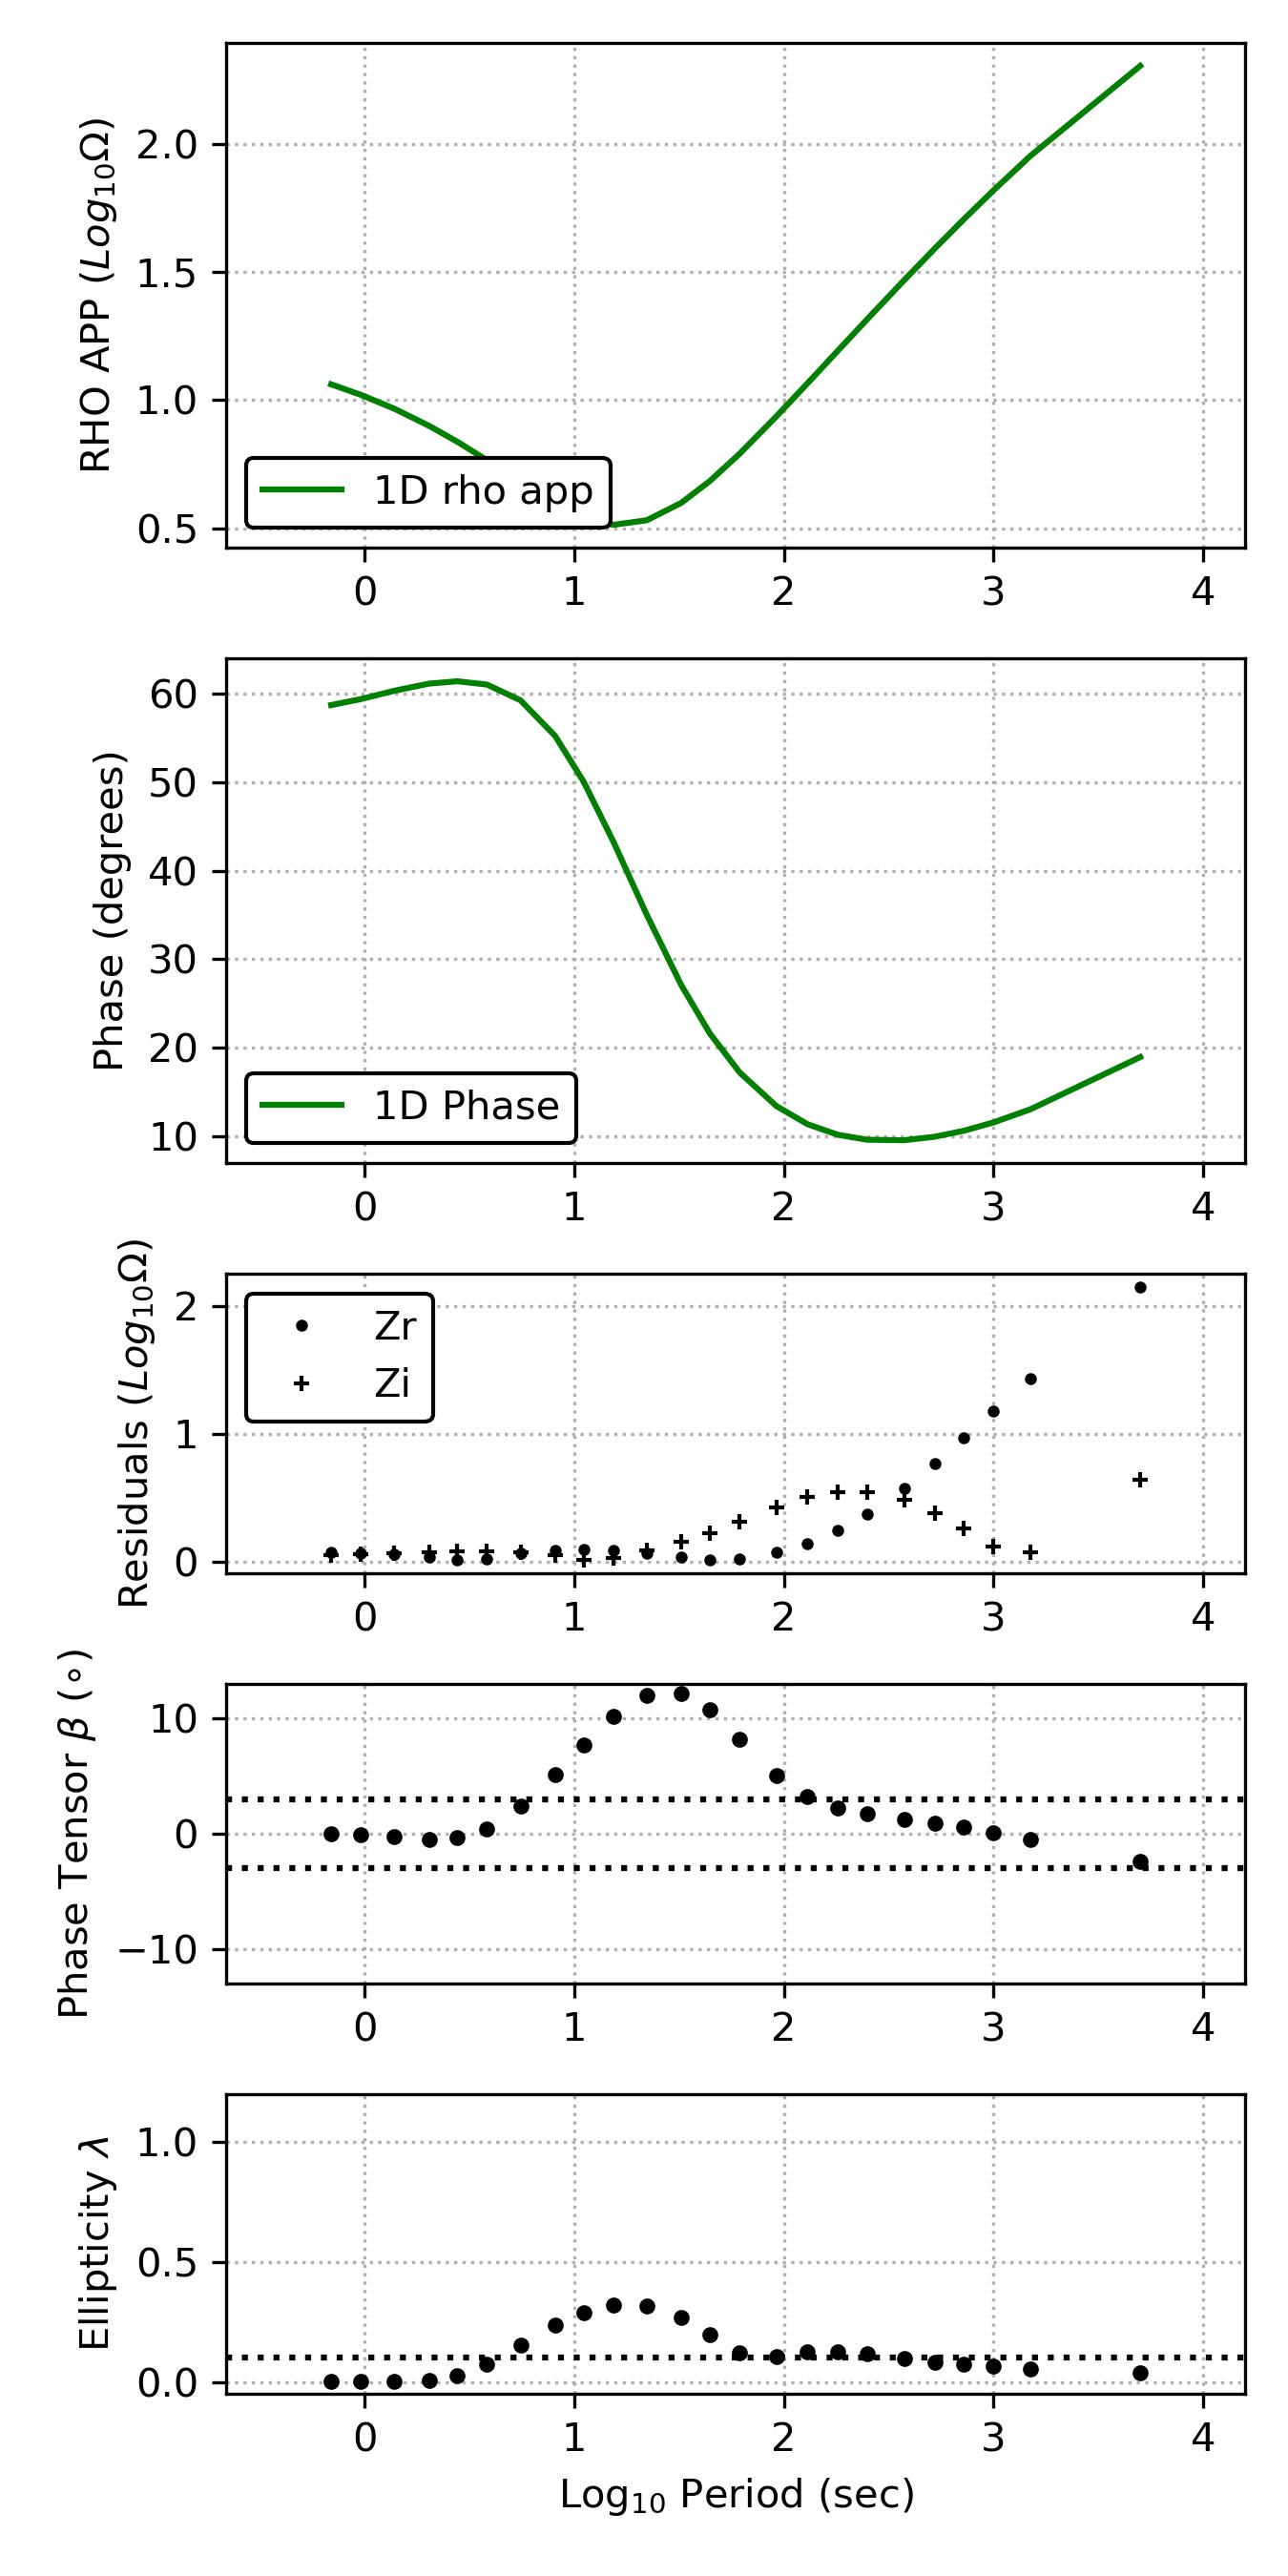 RHO APP (Log₁₀Ω)
2.0
1.5
1.0
0.5
1D rho app
0 1 2 3 4
Phase (degrees)
60
50
40
30
20
10
1D Phase
0 1 2 3 4
Residuals (Log₁₀Ω)
2
1
0
Zr
Zi
0 1 2 3 4
Phase Tensor β (∘)
10
0
−10
0 1 2 3 4
Ellipticity λ
1.0
0.5
0.0
0 1 2 3 4
Log₁₀ Period (sec)